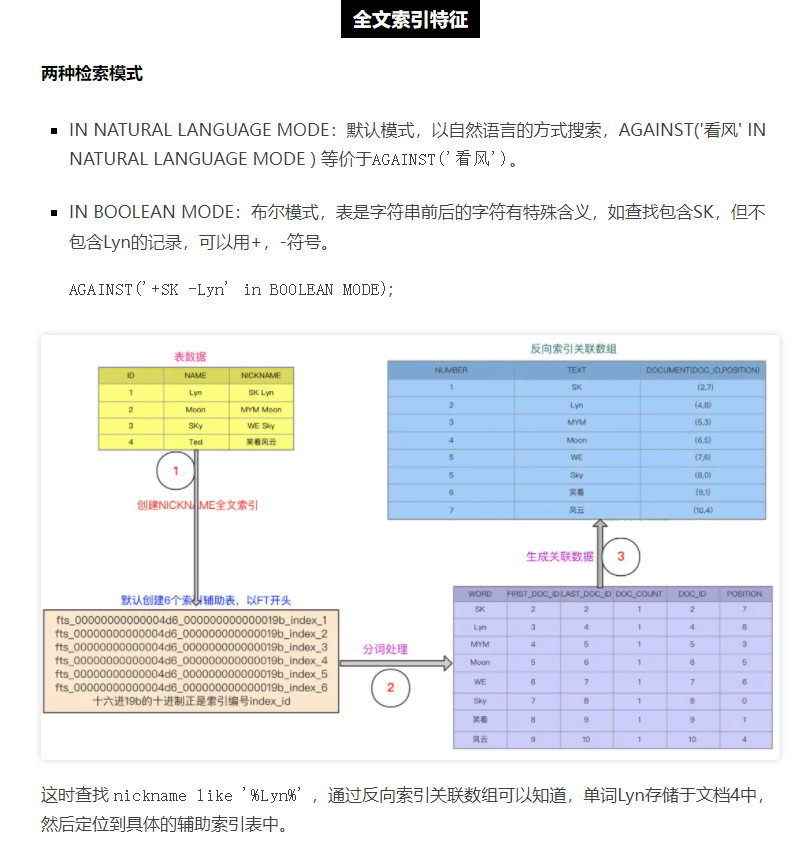 全文索引特征
两种检索模式
IN NATURAL LANGUAGE MODE：默认模式，以自然语言的方式搜索，AGAINST('看风' IN
NATURAL LANGUAGE MODE ) 等价于AGAINST('看风')。
IN BOOLEAN MODE：布尔模式，表是字符串前后的字符有特殊含义，如查找包含SK，但不
包含Lyn的记录，可以用+，-符号。
AGAINST('+SK -Lyn' in BOOLEAN MODE);
表数据
ID NAME NICKNAME
1 Lyn SK Lyn
2 Moon MYM Moon
3 SKy WE Sky
4 Ted 笑看风云
1
创建NICKNAME全文索引
默认创建6个索引辅助表，以FT开头
fts_00000000000004d6_000000000000019b_index_1
fts_00000000000004d6_000000000000019b_index_2
fts_00000000000004d6_000000000000019b_index_3
fts_00000000000004d6_000000000000019b_index_4
fts_00000000000004d6_000000000000019b_index_5
fts_00000000000004d6_000000000000019b_index_6
十六进19b的十进制正是索引编号index_id
分词处理
2
WORD FIRST_DOC_ID LAST_DOC_ID DOC_COUNT DOC_ID POSITION
SK 2 2 1 2 7
Lyn 3 4 1 4 8
MYM 4 5 1 5 3
Moon 5 6 1 6 5
WE 6 7 1 7 6
Sky 7 8 1 8 0
笑看 8 9 1 9 1
风云 9 10 1 10 4
生成关联数据
3
反向索引关联数组
NUMBER TEXT DOCUMENT(DOC_ID,POSITION)
1 SK (2,7)
2 Lyn (4,8)
3 MYM (5,3)
4 Moon (6,5)
5 WE (7,6)
5 Sky (8,0)
6 笑看 (9,1)
7 风云 (10,4)
这时查找 nickname like '%Lyn%' ，通过反向索引关联数组可以知道，单词Lyn存储于文档4中，
然后定位到具体的辅助索引表中。